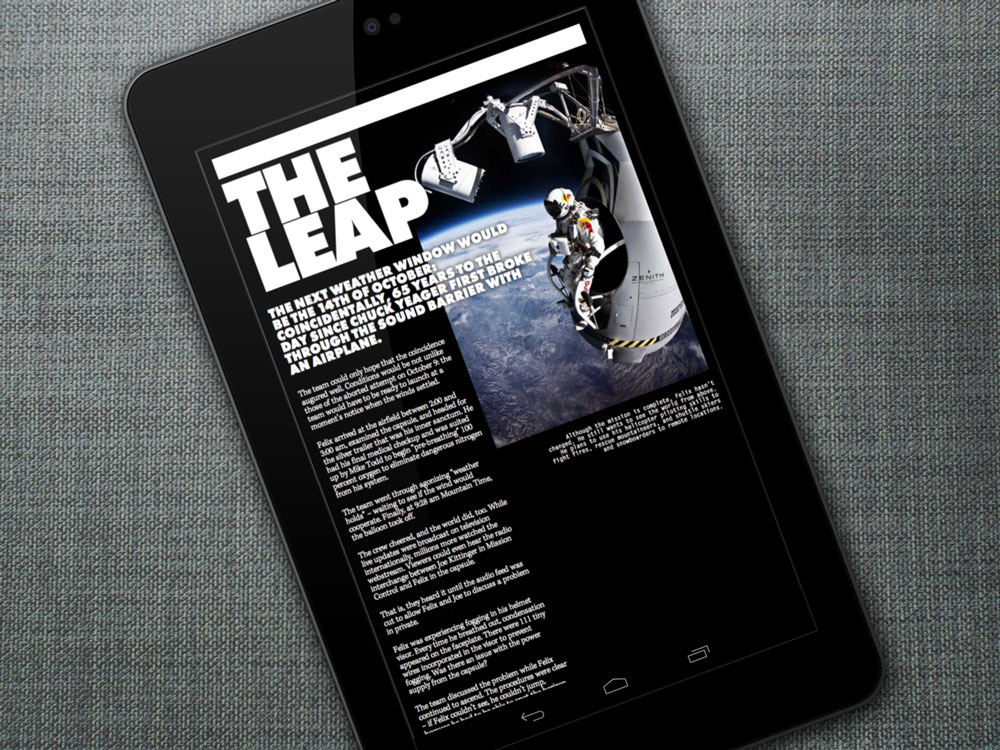 THE
LEAP
THE NEXT WEATHER WINDOW WOULD
BE THE 14TH OF OCTOBER:
COINCIDENTALLY, 65 YEARS TO THE
DAY SINCE CHUCK YEAGER FIRST BROKE
THROUGH THE SOUND BARRIER WITH
AN AIRPLANE.
The team could only hope that the coincidence
augured well. Conditions would be not unlike
those of the aborted attempt on October 9: the
team would have to be ready to launch at a
moment's notice when the winds settled.
Felix arrived at the airfield between 2:00 and
3:00 am, examined the capsule, and headed for
the silver trailer that was his inner sanctum. He
had his final medical checkup and was suited
up by Mike Todd to begin "pre-breathing" 100
percent oxygen to eliminate dangerous nitrogen
from his system.
The team went through agonizing "weather
holds" – waiting to see if the wind would
cooperate. Finally, at 9:28 am Mountain Time,
the balloon took off.
The crew cheered, and the world did, too. While
live updates were broadcast on television
internationally, millions more watched the
webstream. Viewers could even hear the radio
interchange between Joe Kittinger in Mission
Control and Felix in the capsule.
That is, they heard it until the audio feed was
cut to allow Felix and Joe to discuss a problem
in private.
Felix was experiencing fogging in his helmet
visor. Every time he breathed out, condensation
appeared on the faceplate. There were 111 tiny
wires incorporated in the visor to prevent
fogging. Was there an issue with the power
supply from the capsule?
The team discussed the problem while Felix
continued to ascend. The procedures were clear
– if Felix couldn't see, he couldn't jump,
ZENITH
Although the mission is complete, Felix hasn't
changed. He still wants to see the world from above.
He plans to use his helicopter piloting skills to
fight fires, rescue mountaineers, and shuttle skiers
and snowboarders to remote locations.